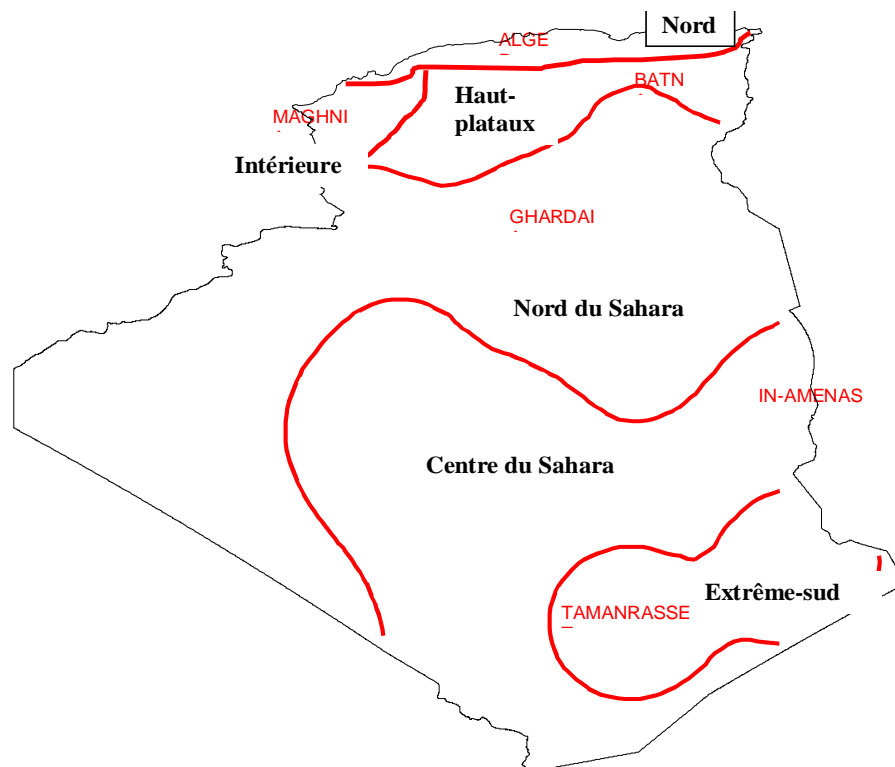 Nord
ALGE
BATN
Haut-
plataux
MAGHNI
Intérieure
GHARDAI
Nord du Sahara
IN-AMENAS
Centre du Sahara
Extrême-sud
TAMANRASSE